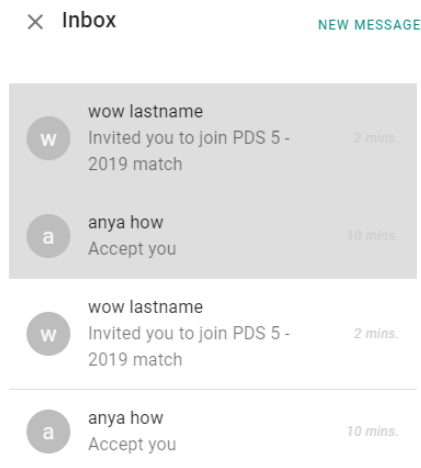 Inbox
NEW MESSAGE
wow lastname
w
Invited you to join PDS 5 -
2 mins.
2019 match
anya how
a
10 mins.
Accept you
wow lastname
w
Invited you to join PDS 5 -
2 mins.
2019 match
anya how
a
10 mins.
Accept you